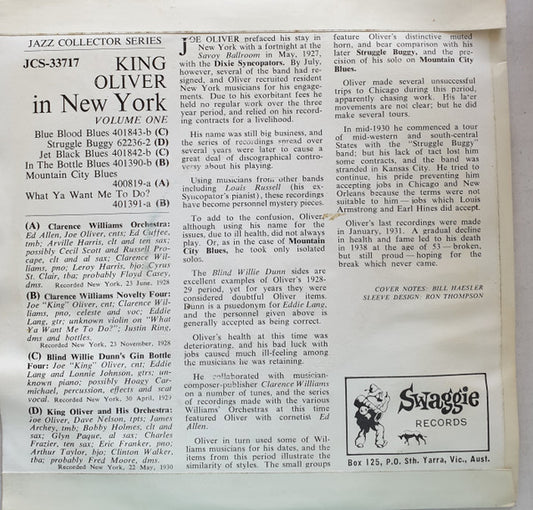 JAZZ COLLECTOR SERIES
JCS-33717
KING
OLIVER
in New York
VOLUME ONE
Blue Blood Blues 401843-b (C)
Struggle Buggy 62236-2 (D)
Jet Black Blues 401842-b (C)
In The Bottle Blues 401390-b (B)
Mountain City Blues
400819-a (A)
What Ya Want Me To Do?
401391-a (B)
(A) Clarence Williams Orchestra:
Ed Allen, Joe Oliver, cnts; Ed Cuffee,
tmb; Arville Harris, clt and ten sax;
possibly Cecil Scott and Russell Pro-
cope, clt and al sax; Clarence Wil-
liams, pno; Leroy Harris, bjo; Cyrus
St. Clair, tba; probably Floyd Casey,
dms.
Recorded New York, 23 June, 1928
(B) Clarence Williams Novelty Four:
Joe "King" Oliver, cnt; Clarence Wil-
liams, pno, celeste and voc; Eddie
Lang, gtr; unknown violin on "What
Ya Want Me To Do?"; Justin Ring,
dms and bottles.
Recorded New York, 23 November, 1928
(C) Blind Willie Dunn's Gin Bottle
Four: Joe "King" Oliver, cnt; Eddie
Lang and Lonnie Johnson, gtrs; un-
known piano; possibly Hoagy Car-
michael, percussion, effects and scat
vocal.
Recorded New York, 30 April, 1929
(D) King Oliver and His Orchestra:
Joe Oliver, Dave Nelson, tpts; James
Archey, tmb; Bobby Holmes, clt and
sax; Glyn Paque, al sax; Charles
Frazier, ten sax; Eric Franker, pno;
Arthur Taylor, bjo; Clinton Walker,
tba; probably Fred Moore, dms.
Recorded New York, 22 May, 1930
JOE OLIVER prefaced his stay in
New York with a fortnight at the
Savoy Ballroom in May, 1927,
with the Dixie Syncopators. By July,
however, several of the band had re-
signed, and Oliver recruited resident
New York musicians for his engage-
ments. Due to his exorbitant fees he
held no regular work over the three
year period, and relied on his record-
ing contracts for a livelihood.
His name was still big business, and
the series of recordings spread over
several years were later to cause a
great deal of discographical contro-
versy about his playing.
Using musicians from other bands
including Louis Russell (his ex-
Syncopator's pianist), these recordings
have become personnel mystery pieces.
To add to the confusion, Oliver,
although using his name for the
issues, due to ill health, did not always
play. Or, as in the case of Mountain
City Blues, he took only isolated
solos.
The Blind Willie Dunn sides are
excellent examples of Oliver's 1928-
29 period, yet for years they were
considered doubtful Oliver items.
Dunn is a psuedonym for Eddie Lang,
and the personnel given above is
generally accepted as being correct.
Oliver's health at this time was
deteriorating, and his bad luck with
jobs caused much ill-feeling among
the musicians he was retaining.
He collaborated with musician-
composer-publisher Clarence Williams
on a number of tunes, and the series
of recordings made with the various
Williams' Orchestras at this time
featured Oliver with cornetist Ed
Allen.
Oliver in turn used some of Wil-
liams musicians for his dates, and the
items from this period illustrate the
similarity of styles. The small groups
feature Oliver's distinctive muted
horn, and bear comparison with his
later Struggle Buggy, and the pre-
cision of his solo on Mountain City
Blues.
Oliver made several unsuccessful
trips to Chicago during this period,
apparently chasing work. His later
movements are not clear; but he did
make several tours.
In mid-1930 he commenced a tour
of mid-western and south-central
States with the "Struggle Buggy"
band; but his lack of tact lost him
some contracts, and the band was
stranded in Kansas City. He tried to
continue, his pride preventing him
accepting jobs in Chicago and New
Orleans because the terms were not
suitable to him — jobs which Louis
Armstrong and Earl Hines did accept.
Oliver's last recordings were made
in January, 1931. A gradual decline
in health and fame led to his death
in 1938 at the age of 53 — broken,
but still proud — hoping for the
break which never came.
COVER NOTES: BILL HAESLER
SLEEVE DESIGN: RON THOMPSON
Swaggie
RECORDS
Box 125, P.O. Sth. Yarra, Vic., Aust.